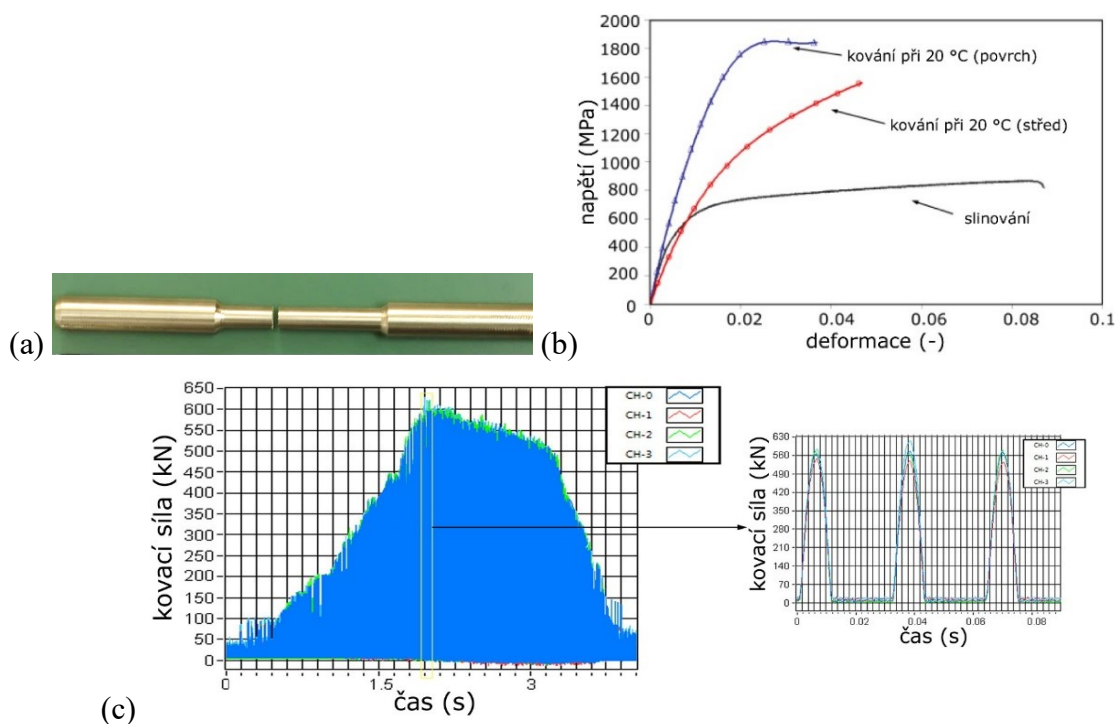 2000
1800
1600
1400
1200
1000
800
600
400
200
0
napětí (MPa)
kování při 20 °C (povrch)
kování při 20 °C (střed)
slinování
0 0.02 0.04 0.06 0.08 0.1
deformace (-)
(a)
(b)
650
600
550
500
450
400
350
300
250
200
150
100
50
0
kovací síla (kN)
CH-0
CH-1
CH-2
CH-3
0 1.5 3
čas (s)
630
560
490
420
350
280
210
140
70
0
kovací síla (kN)
CH-0
CH-1
CH-2
CH-3
0 0.02 0.04 0.06 0.08
čas (s)
(c)